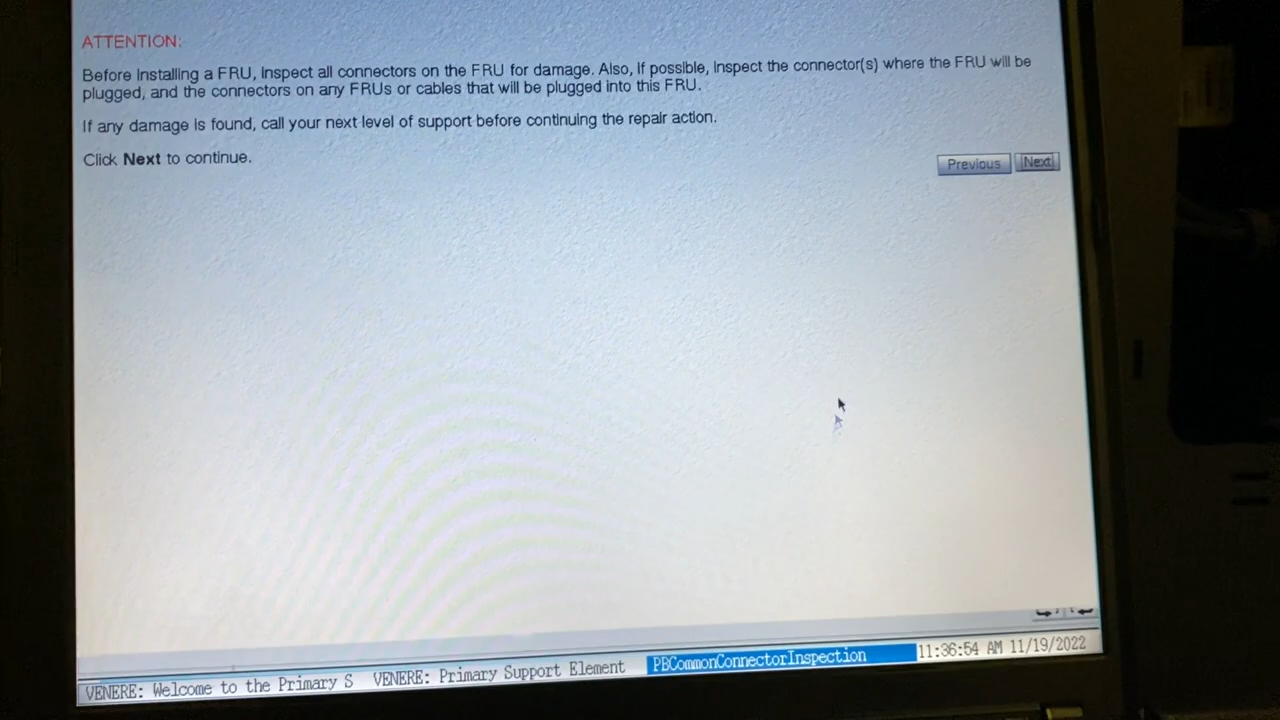 ATTENTION:
Before installing a FRU, inspect all connectors on the FRU for damage. Also, if possible, inspect the connector(s) where the FRU will be
plugged, and the connectors on any FRUs or cables that will be plugged into this FRU.
If any damage is found, call your next level of support before continuing the repair action.
Click Next to continue.
Previous Next
VENERE: Welcome to the Primary S VENERE: Primary Support Element PBCommonConnectorInspection 11:36:54 AM 11/19/2022